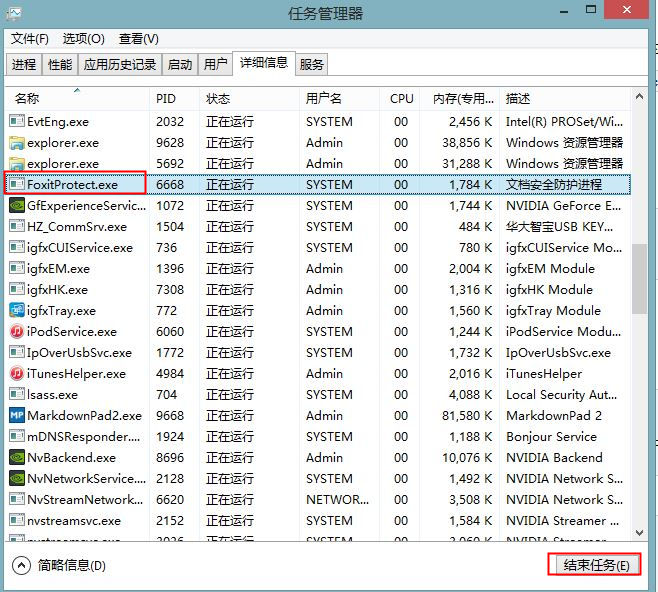 任务管理器
文件(F) 选项(O) 查看(V)
进程 性能 应用历史记录 启动 用户 详细信息 服务
名称 PID 状态 用户名 CPU 内存(专用... 描述
EvtEng.exe 2032 正在运行 SYSTEM 00 2,456 K Intel(R) PROSet/Wi...
explorer.exe 9628 正在运行 Admin 00 38,856 K Windows 资源管理器
explorer.exe 5692 正在运行 Admin 00 31,288 K Windows 资源管理器
FoxitProtect.exe 6668 正在运行 SYSTEM 00 1,784 K 文档安全防护进程
GfExperienceServic... 1072 正在运行 SYSTEM 00 1,744 K NVIDIA GeForce E...
HZ_CommSrv.exe 1504 正在运行 SYSTEM 00 484 K 华大智宝USB KEY...
igfxCUIService.exe 736 正在运行 SYSTEM 00 780 K igfxCUIService Mo...
igfxEM.exe 1396 正在运行 Admin 00 2,004 K igfxEM Module
igfxHK.exe 7308 正在运行 Admin 00 1,316 K igfxHK Module
igfxTray.exe 772 正在运行 Admin 00 1,560 K igfxTray Module
iPodService.exe 6060 正在运行 SYSTEM 00 1,244 K iPodService Modu...
IpOverUsbSvc.exe 1772 正在运行 SYSTEM 00 1,732 K IpOverUsbSvc.exe
iTunesHelper.exe 4984 正在运行 Admin 00 2,016 K iTunesHelper
lsass.exe 704 正在运行 SYSTEM 00 4,088 K Local Security Aut...
MarkdownPad2.exe 9668 正在运行 Admin 00 81,580 K MarkdownPad 2
mDNSResponder.... 1924 正在运行 SYSTEM 00 1,188 K Bonjour Service
NvBackend.exe 8696 正在运行 Admin 00 10,076 K NVIDIA Backend
NvNetworkService.... 2128 正在运行 SYSTEM 00 1,492 K NVIDIA Network S...
NvStreamNetwork... 6620 正在运行 NETWOR... 00 3,508 K NVIDIA Network S...
nvstreamsvc.exe 2152 正在运行 SYSTEM 00 1,584 K NVIDIA Streamer ...
简略信息(D) 结束任务(E)